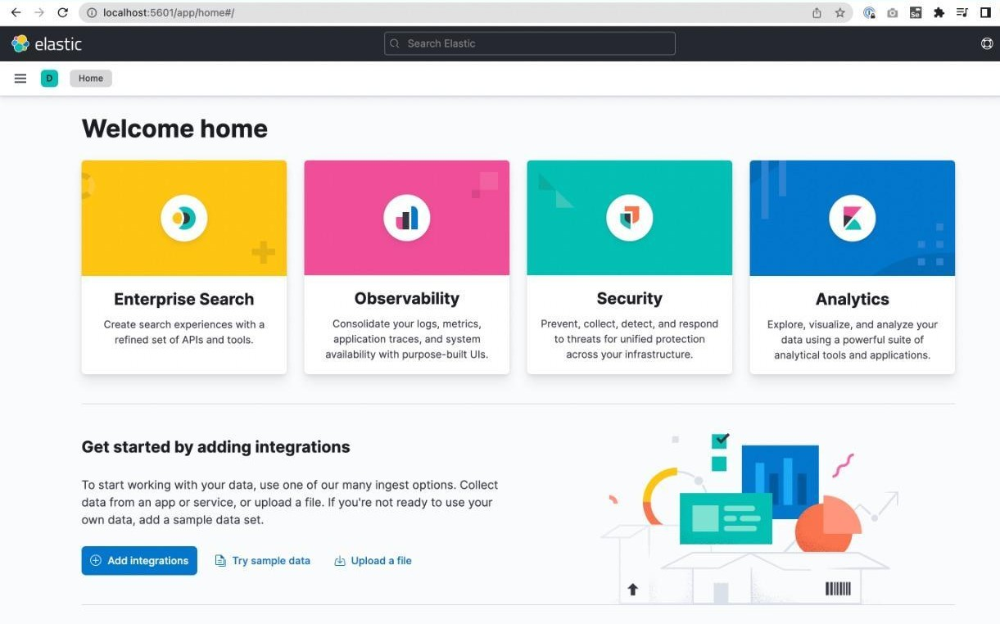 localhost:5601/app/home#/
Se
elastic
Search Elastic
D
Home
Welcome home
Enterprise Search
Create search experiences with a
refined set of APIs and tools.
Observability
Consolidate your logs, metrics,
application traces, and system
availability with purpose-built UIs.
Security
Prevent, collect, detect, and respond
to threats for unified protection
across your infrastructure.
Analytics
Explore, visualize, and analyze your
data using a powerful suite of
analytical tools and applications.
Get started by adding integrations
To start working with your data, use one of our many ingest options. Collect
data from an app or service, or upload a file. If you're not ready to use your
own data, add a sample data set.
Add integrations
Try sample data
Upload a file